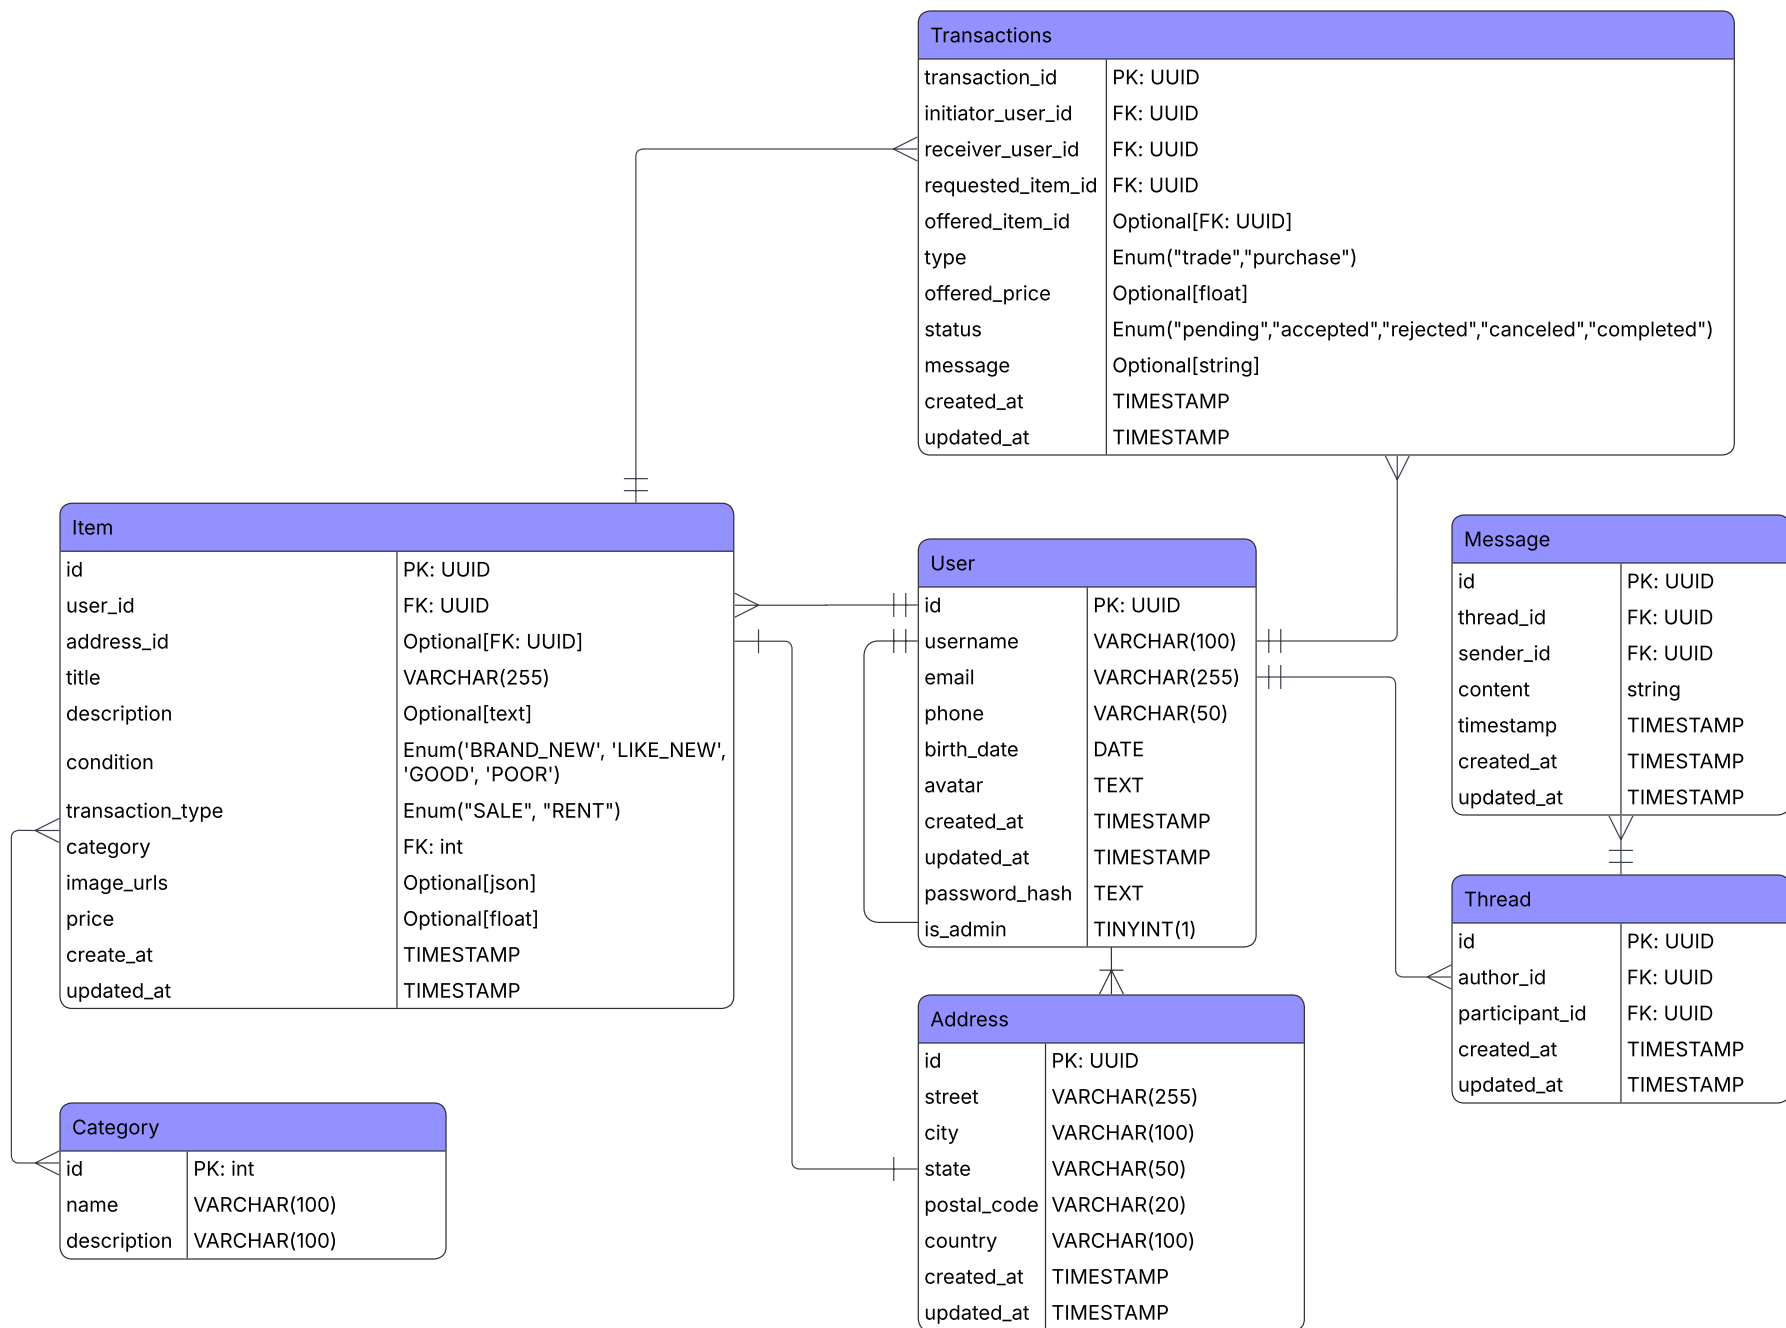 Transactions
transaction_id PK: UUID
initiator_user_id FK: UUID
receiver_user_id FK: UUID
requested_item_id FK: UUID
offered_item_id Optional[FK: UUID]
type Enum("trade","purchase")
offered_price Optional[float]
status Enum("pending","accepted","rejected","canceled","completed")
message Optional[string]
created_at TIMESTAMP
updated_at TIMESTAMP
Item
id PK: UUID
user_id FK: UUID
address_id Optional[FK: UUID]
title VARCHAR(255)
description Optional[text]
condition Enum('BRAND_NEW', 'LIKE_NEW',
'GOOD', 'POOR')
transaction_type Enum("SALE", "RENT")
category FK: int
image_urls Optional[json]
price Optional[float]
create_at TIMESTAMP
updated_at TIMESTAMP
User
id PK: UUID
username VARCHAR(100)
email VARCHAR(255)
phone VARCHAR(50)
birth_date DATE
avatar TEXT
created_at TIMESTAMP
updated_at TIMESTAMP
password_hash TEXT
is_admin TINYINT(1)
Message
id PK: UUID
thread_id FK: UUID
sender_id FK: UUID
content string
timestamp TIMESTAMP
created_at TIMESTAMP
updated_at TIMESTAMP
Thread
id PK: UUID
author_id FK: UUID
participant_id FK: UUID
created_at TIMESTAMP
updated_at TIMESTAMP
Category
id PK: int
name VARCHAR(100)
description VARCHAR(100)
Address
id PK: UUID
street VARCHAR(255)
city VARCHAR(100)
state VARCHAR(50)
postal_code VARCHAR(20)
country VARCHAR(100)
created_at TIMESTAMP
updated_at TIMESTAMP